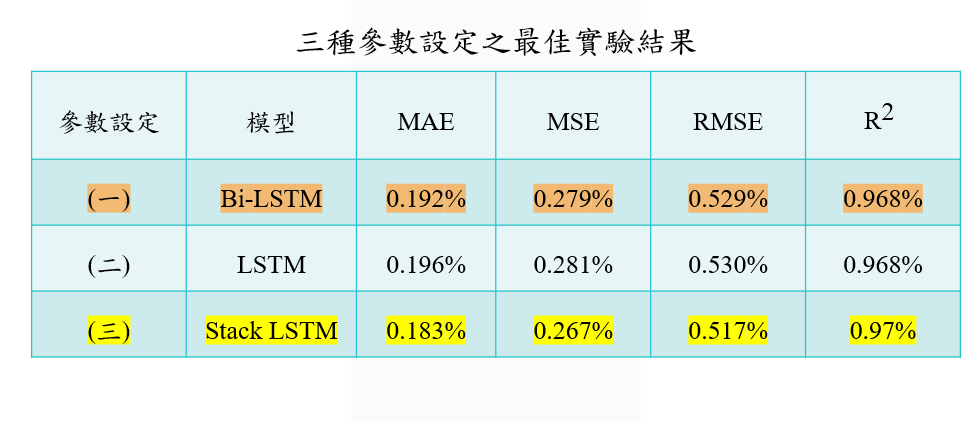 三種參數設定之最佳實驗結果
參數設定 模型 MAE MSE RMSE R²
(一) Bi-LSTM 0.192% 0.279% 0.529% 0.968%
(二) LSTM 0.196% 0.281% 0.530% 0.968%
(三) Stack LSTM 0.183% 0.267% 0.517% 0.97%